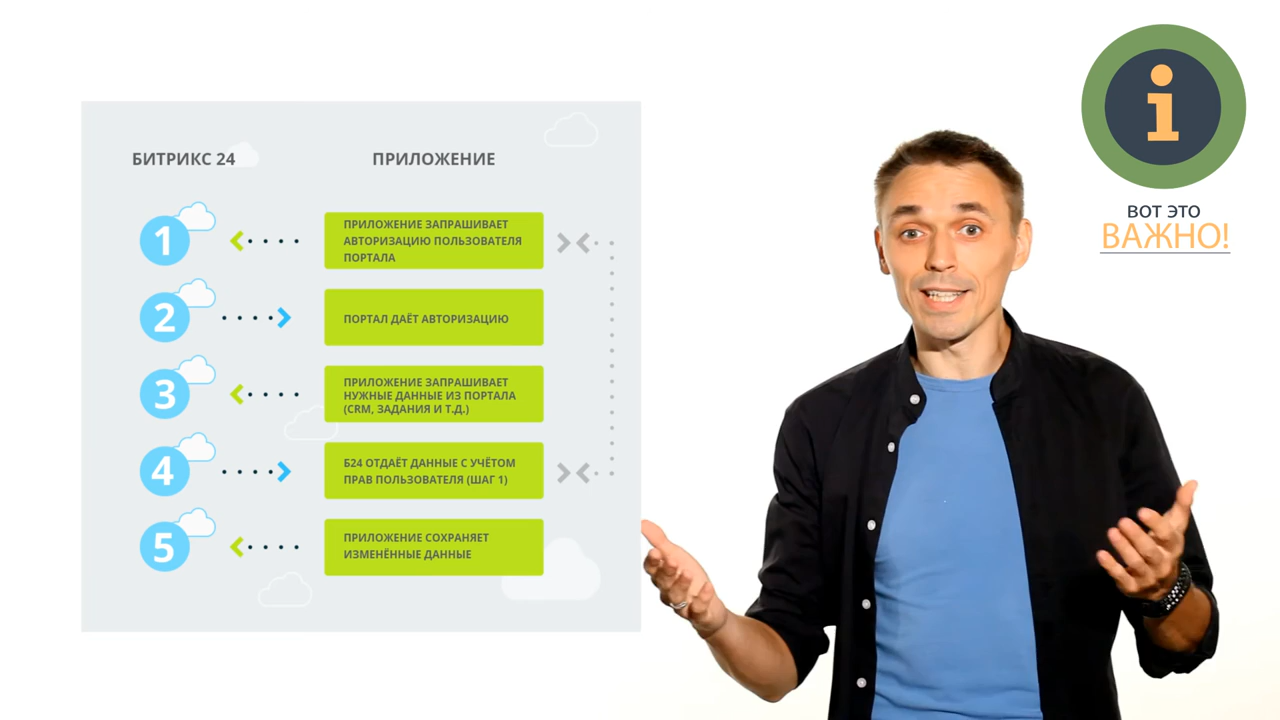 БИТРИКС 24
ПРИЛОЖЕНИЕ
1
ПРИЛОЖЕНИЕ ЗАПРАШИВАЕТ
АВТОРИЗАЦИЮ ПОЛЬЗОВАТЕЛЯ
ПОРТАЛА
2
ПОРТАЛ ДАЁТ АВТОРИЗАЦИЮ
3
ПРИЛОЖЕНИЕ ЗАПРАШИВАЕТ
НУЖНЫЕ ДАННЫЕ ИЗ ПОРТАЛА
(CRM, ЗАДАНИЯ И Т.Д.)
4
Б24 ОТДАЁТ ДАННЫЕ С УЧЁТОМ
ПРАВ ПОЛЬЗОВАТЕЛЯ (ШАГ 1)
5
ПРИЛОЖЕНИЕ СОХРАНЯЕТ
ИЗМЕНЁННЫЕ ДАННЫЕ
i
ВОТ ЭТО
ВАЖНО!